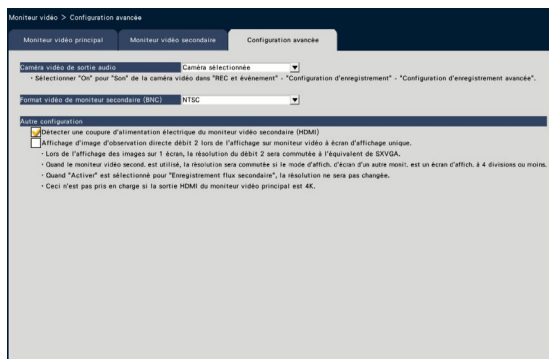 Moniteur vidéo > Configuration avancée
Moniteur vidéo principal
Moniteur vidéo secondaire
Configuration avancée
Caméra vidéo de sortie audio
Caméra sélectionnée
・Sélectionner "On" pour "Son" de la caméra vidéo dans "REC et événement" - "Configuration d'enregistrement" - "Configuration d'enregistrement avancée".
Format vidéo de moniteur secondaire (BNC)
NTSC
Autre configuration
Détecter une coupure d'alimentation électrique du moniteur vidéo secondaire (HDMI)
Affichage d'image d'observation directe débit 2 lors de l'affichage sur moniteur vidéo à écran d'affichage unique.
・Lors de l'affichage des images sur 1 écran, la résolution du débit 2 sera commutée à l'équivalent de SXVGA.
・Quand le moniteur vidéo second. est utilisé, la résolution sera commutée si le mode d'affich. d'écran d'un autre monit. est un écran d'affich. à 4 divisions ou moins.
・Quand "Activer" est sélectionné pour "Enregistrement flux secondaire", la résolution ne sera pas changée.
・Ceci n'est pas pris en charge si la sortie HDMI du moniteur vidéo principal est 4K.